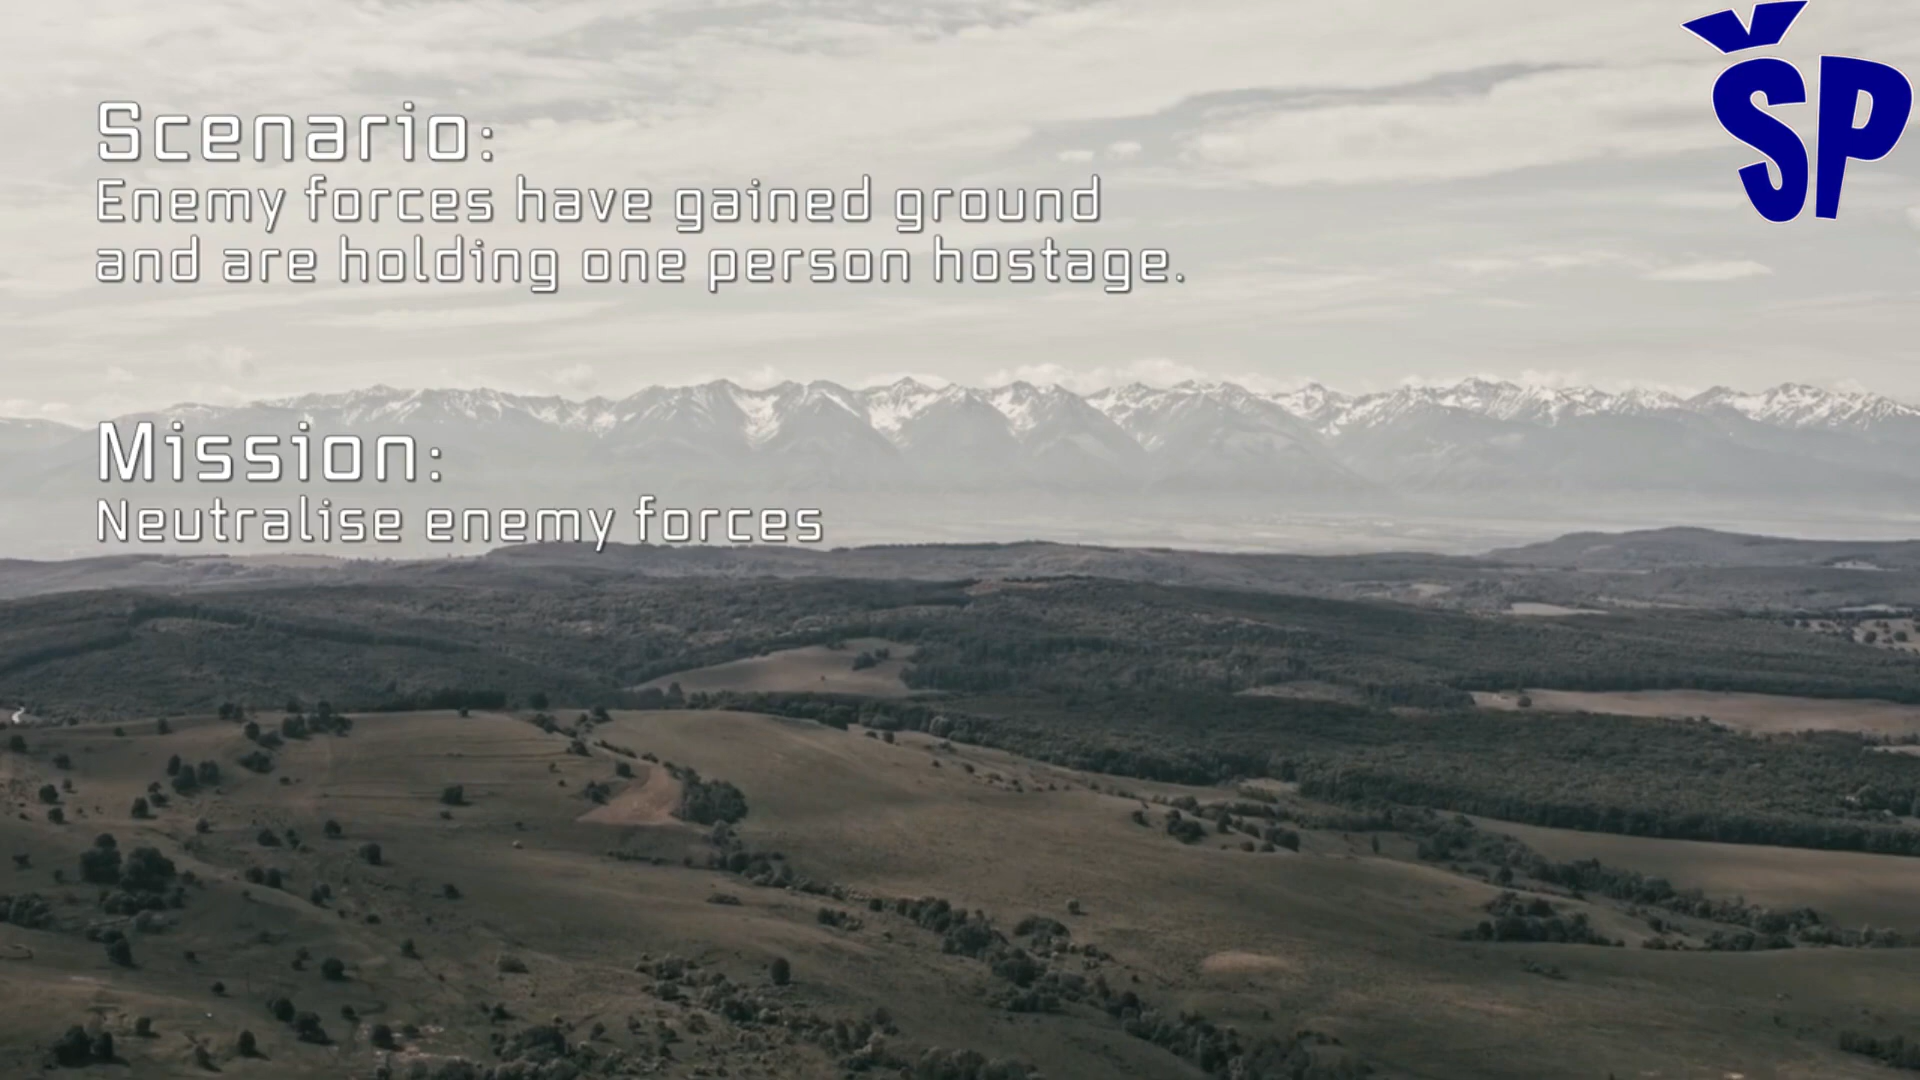 Scenario:
Enemy forces have gained ground
and are holding one person hostage.
Mission:
Neutralise enemy forces
ŠP